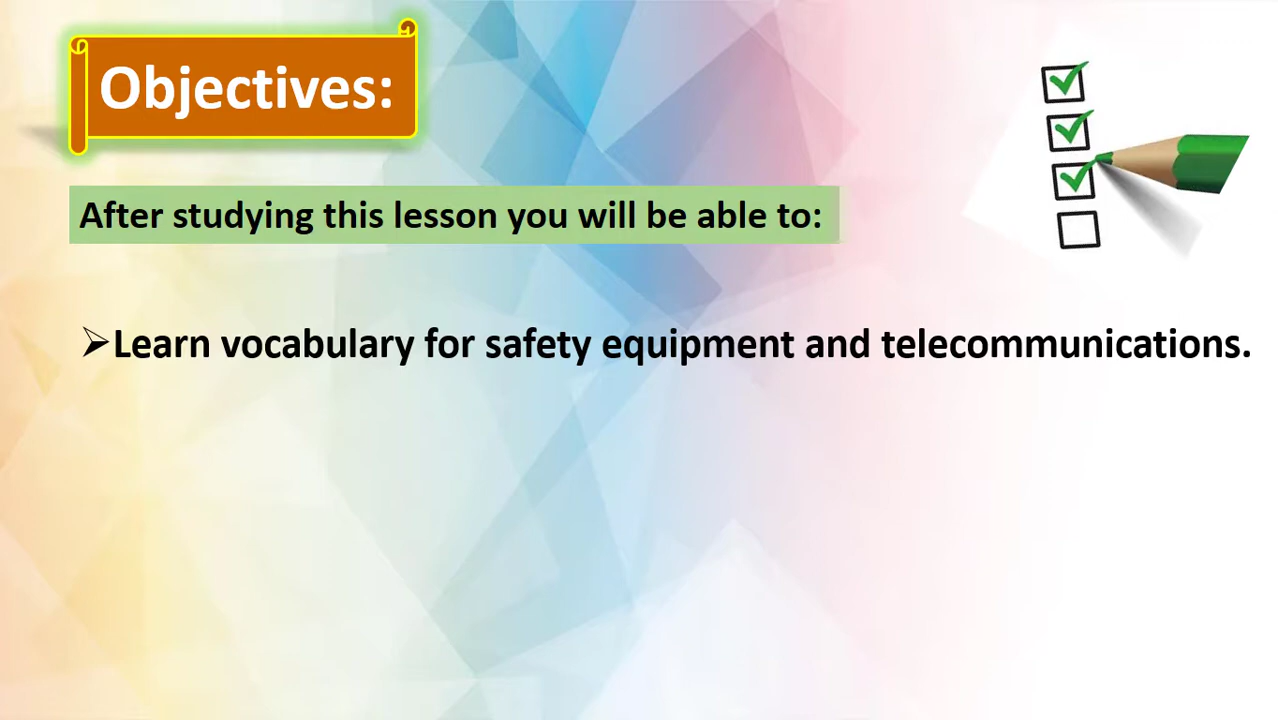 Objectives:
After studying this lesson you will be able to:
➢Learn vocabulary for safety equipment and telecommunications.